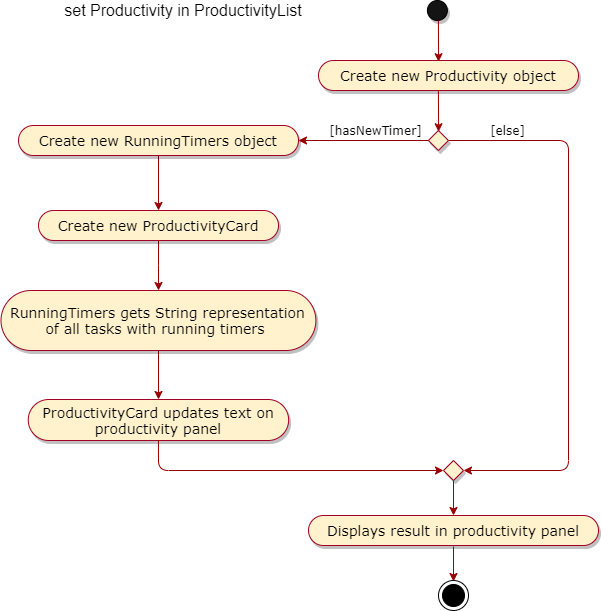 set Productivity in ProductivityList
Create new Productivity object
[hasNewTimer]
[else]
Create new RunningTimers object
Create new ProductivityCard
RunningTimers gets String representation
of all tasks with running timers
ProductivityCard updates text on
productivity panel
Displays result in productivity panel